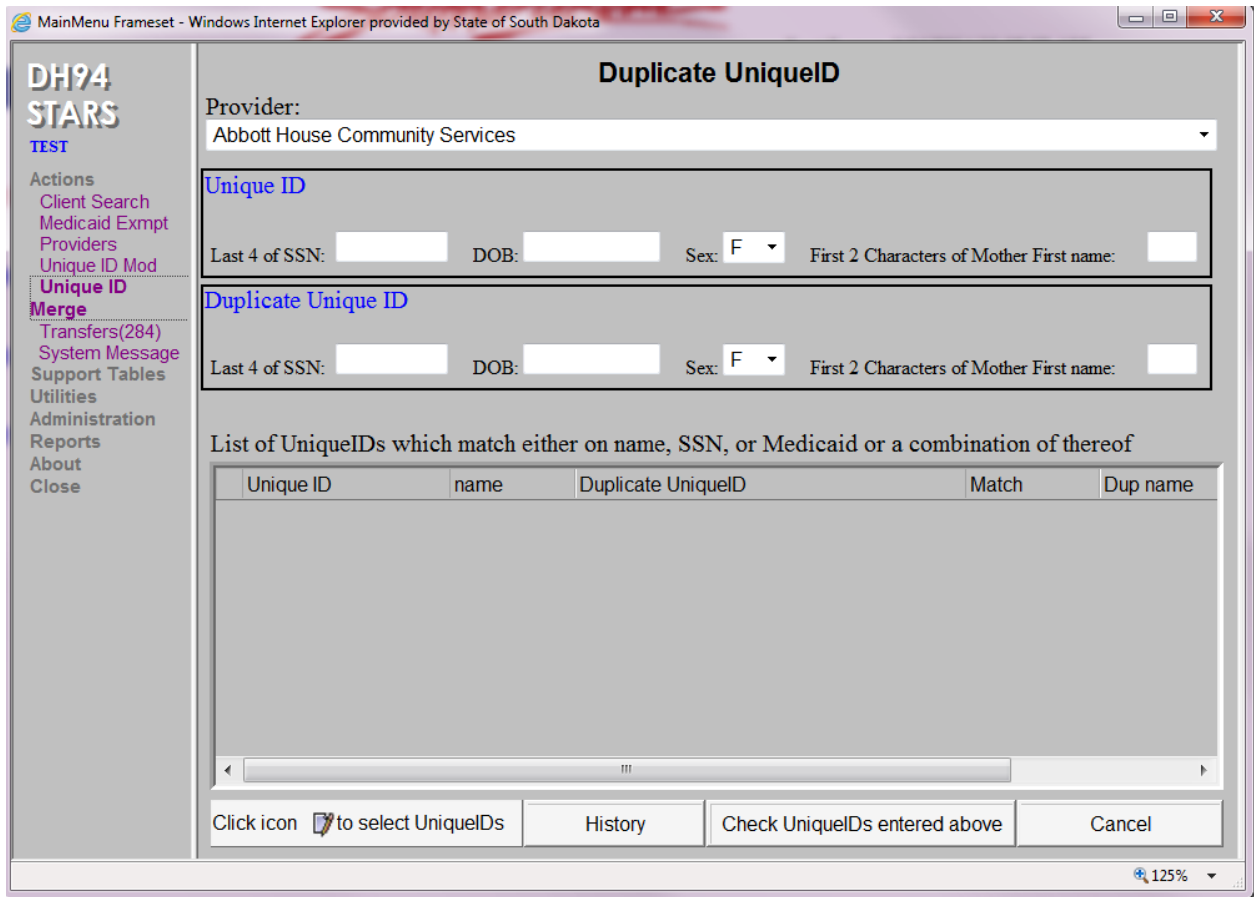 MainMenu Frameset - Windows Internet Explorer provided by State of South Dakota
DH94
STARS
TEST
Actions
Client Search
Medicaid Exmpt
Providers
Unique ID Mod
Unique ID
Merge
Transfers(284)
System Message
Support Tables
Utilities
Administration
Reports
About
Close
Duplicate UniqueID
Provider:
Abbott House Community Services
Unique ID
Last 4 of SSN: DOB: Sex: F First 2 Characters of Mother First name:
Duplicate Unique ID
Last 4 of SSN: DOB: Sex: F First 2 Characters of Mother First name:
List of UniqueIDs which match either on name, SSN, or Medicaid or a combination of thereof
Unique ID name Duplicate UniqueID Match Dup name
Click icon to select UniqueIDs History Check UniqueIDs entered above Cancel
125%